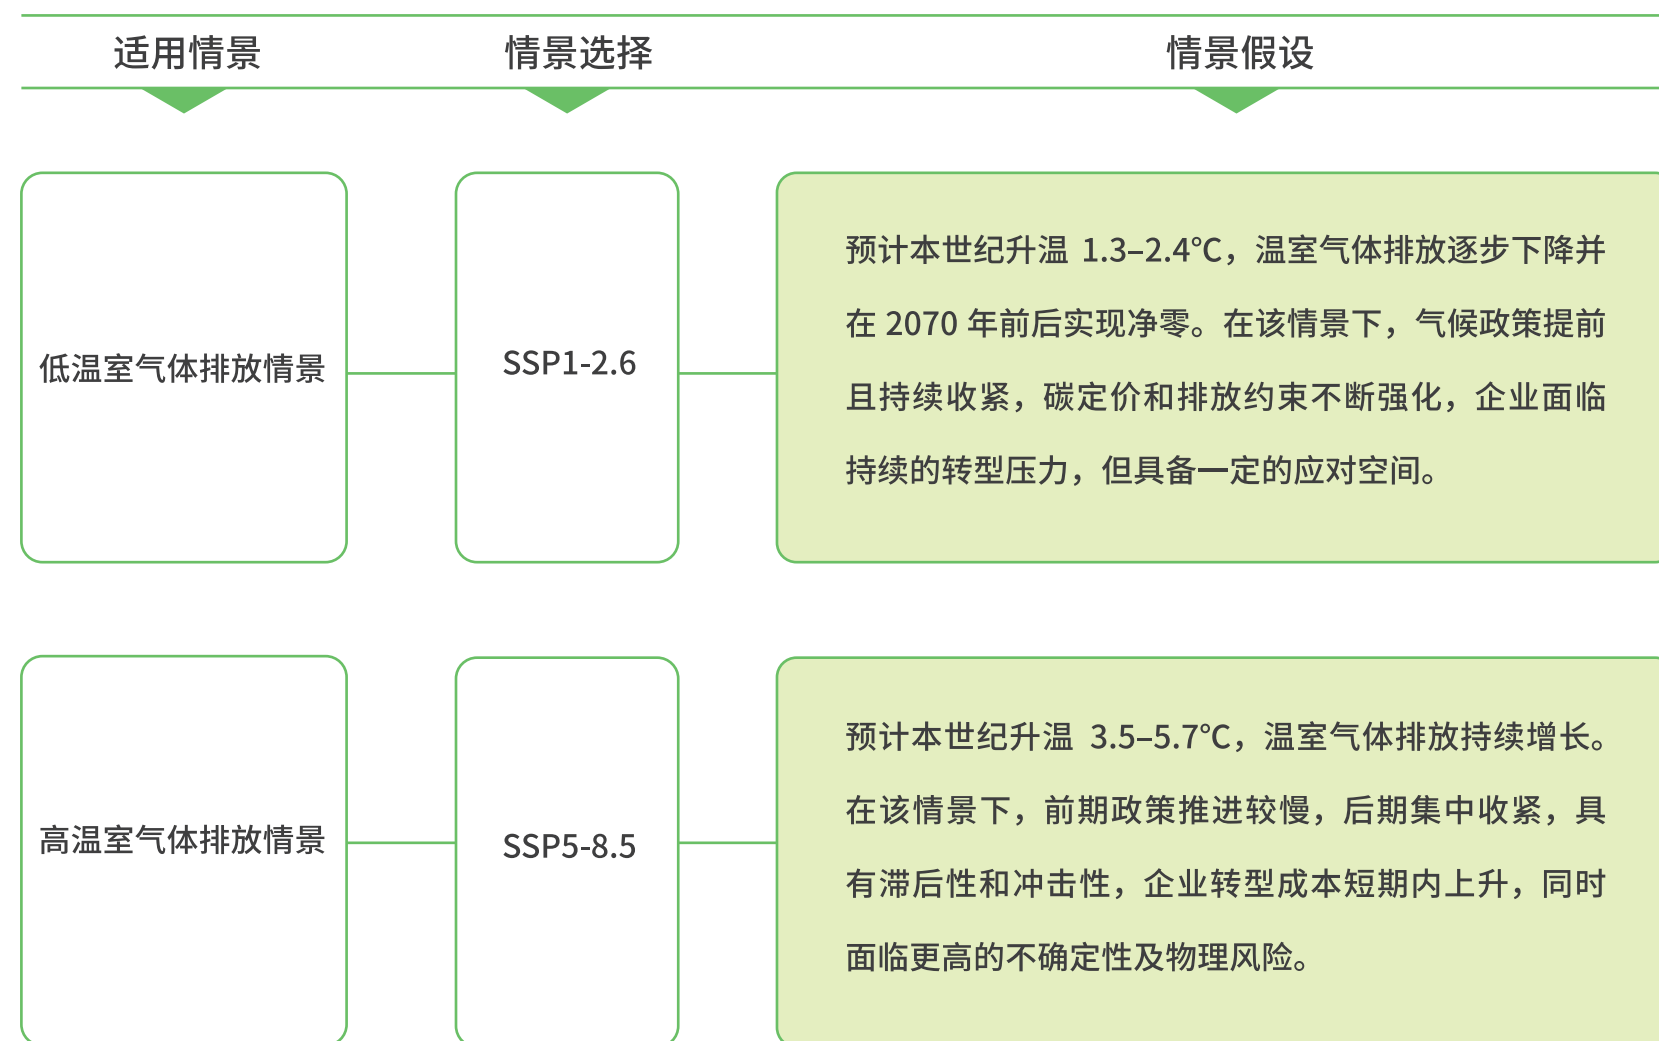 适用情景 情景选择 情景假设
低温室气体排放情景
SSP1-2.6
预计本世纪升温 1.3–2.4℃，温室气体排放逐步下降并
在 2070 年前后实现净零。在该情景下，气候政策提前
且持续收紧，碳定价和排放约束不断强化，企业面临
持续的转型压力，但具备一定的应对空间。
高温室气体排放情景
SSP5-8.5
预计本世纪升温 3.5–5.7℃，温室气体排放持续增长。
在该情景下，前期政策推进较慢，后期集中收紧，具
有滞后性和冲击性，企业转型成本短期内上升，同时
面临更高的不确定性及物理风险。